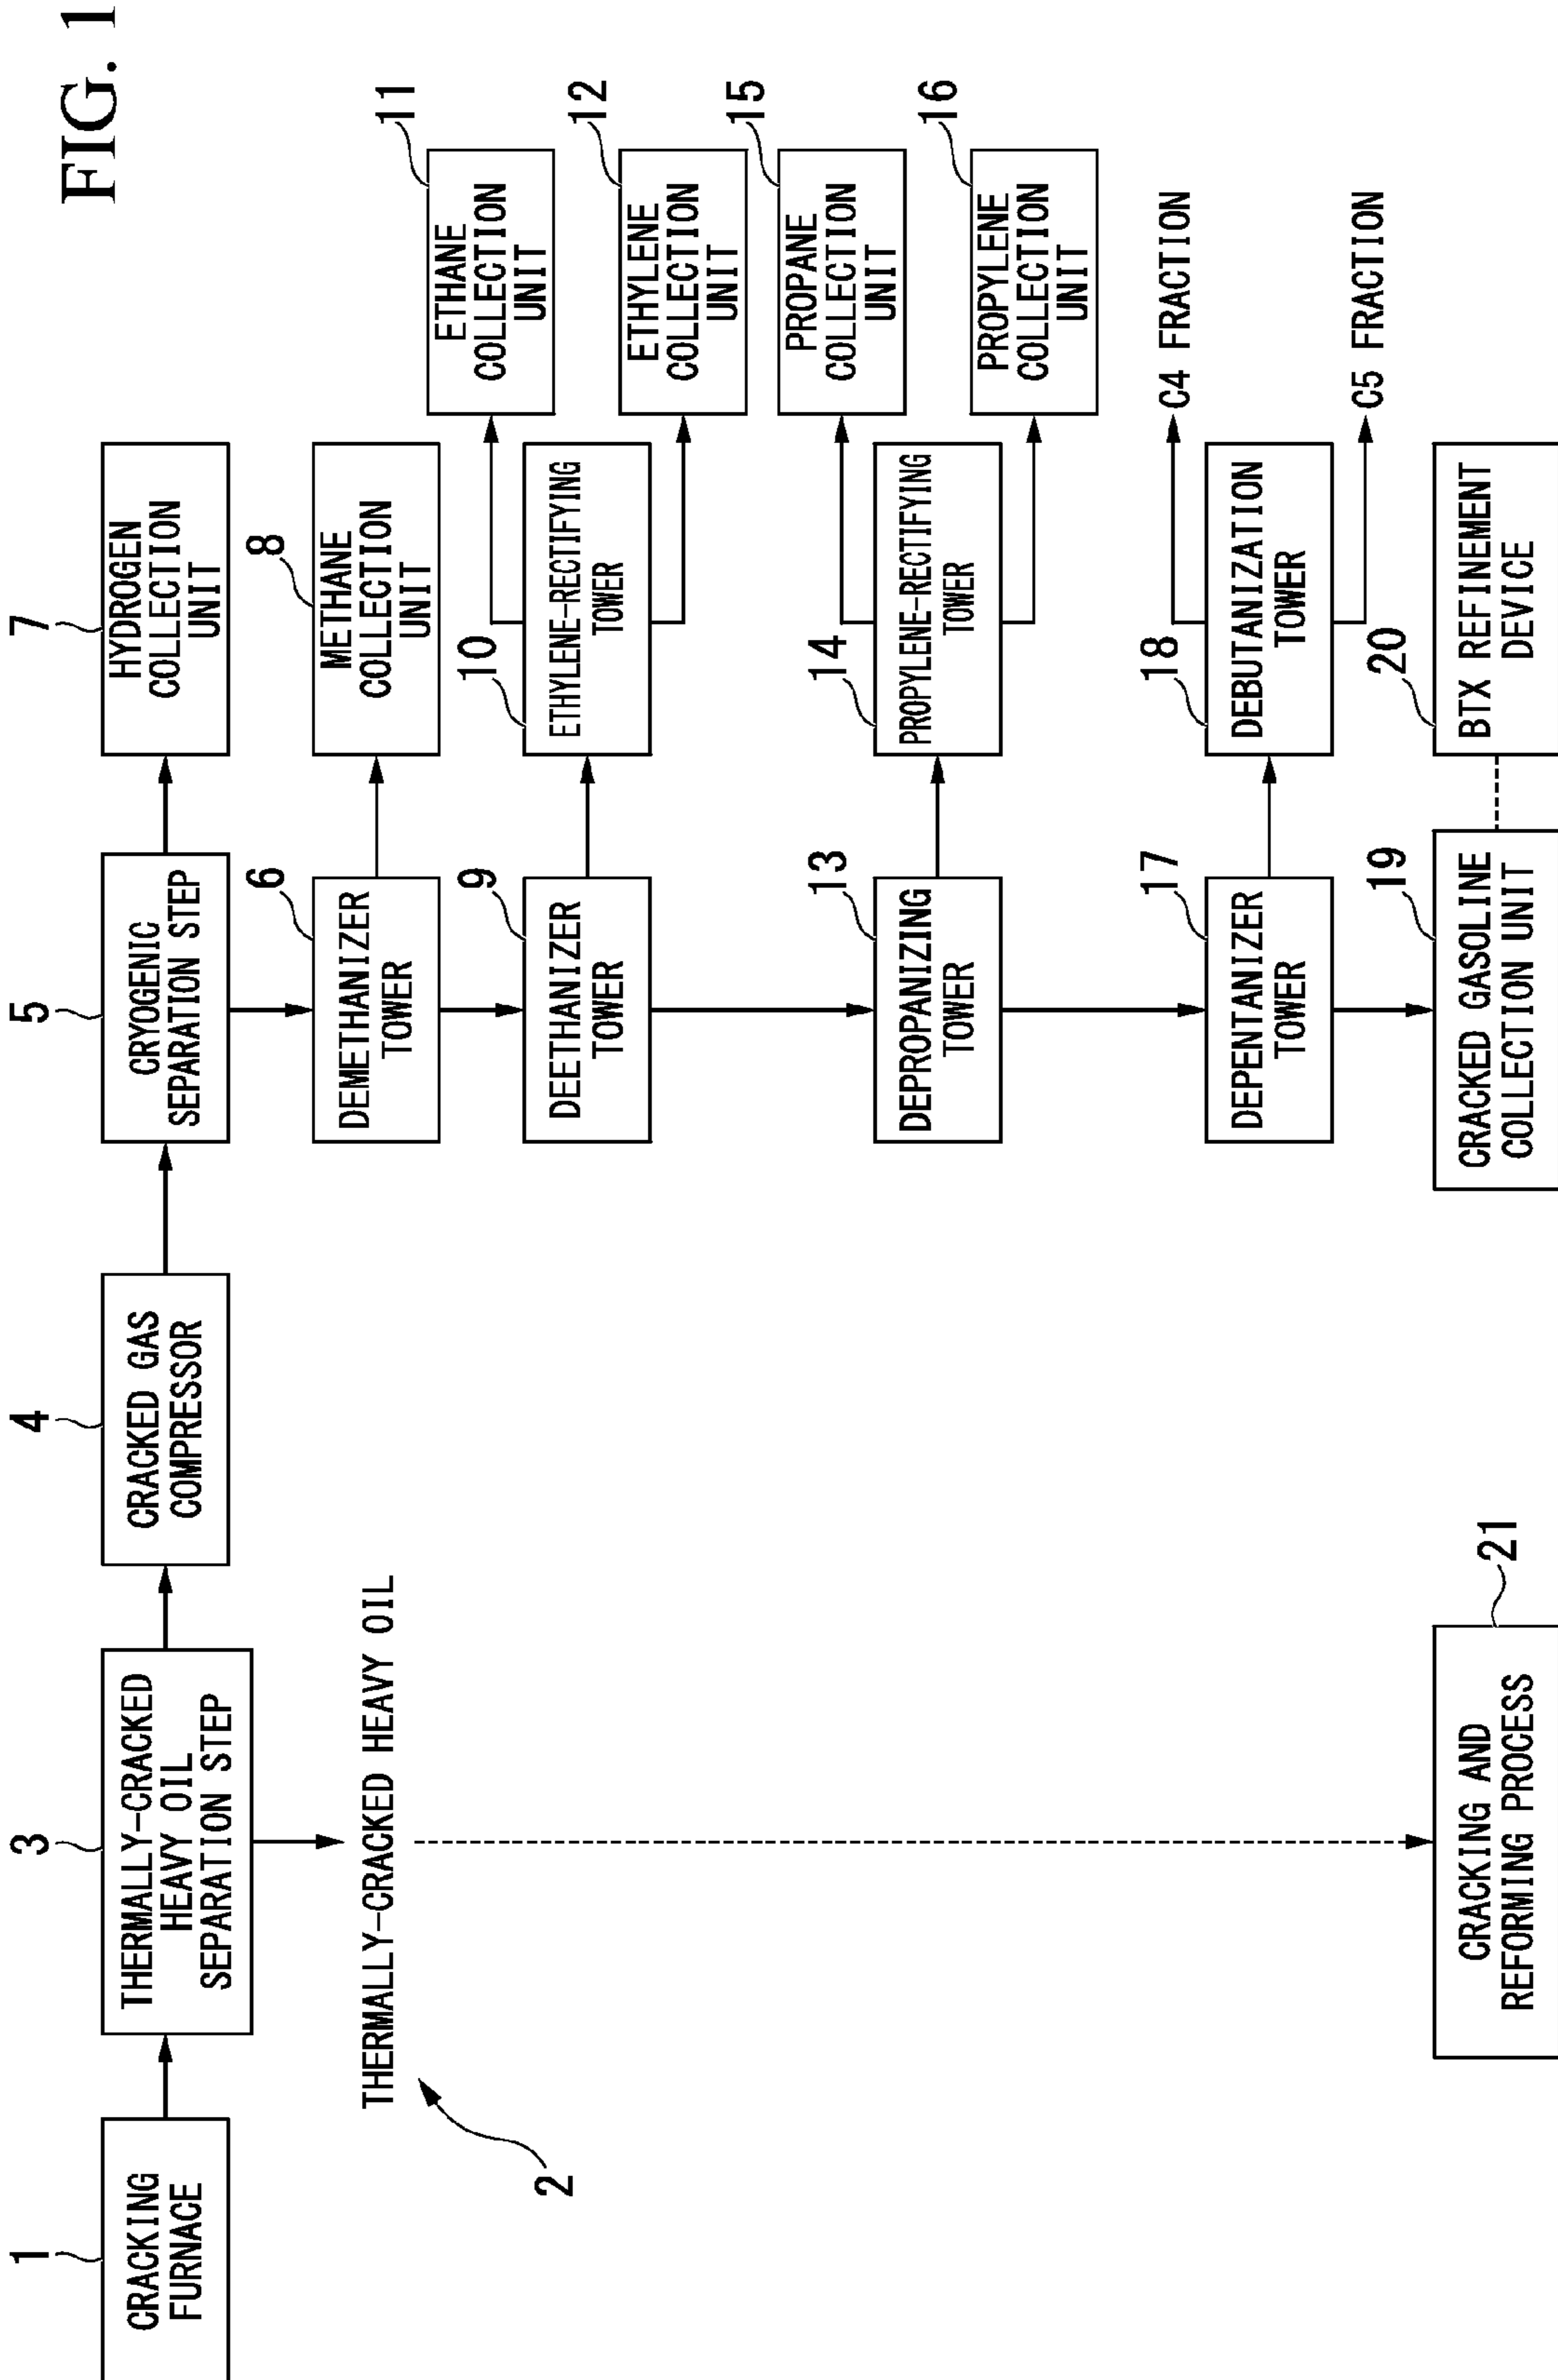 FIG. 1
1
CRACKING
FURNACE
3
THERMALLY-CRACKED
HEAVY OIL
SEPARATION STEP
4
CRACKED GAS
COMPRESSOR
5
CRYOGENIC
SEPARATION STEP
7
HYDROGEN
COLLECTION
UNIT
6
DEMETHANIZER
TOWER
8
METHANE
COLLECTION
UNIT
THERMALLY-CRACKED HEAVY OIL
2
9
DEETHANIZER
TOWER
10
ETHYLENE-RECTIFYING
TOWER
11
ETHANE
COLLECTION
UNIT
12
ETHYLENE
COLLECTION
UNIT
13
DEPROPANIZING
TOWER
14
PROPYLENE-RECTIFYING
TOWER
15
PROPANE
COLLECTION
UNIT
16
PROPYLENE
COLLECTION
UNIT
17
DEPENTANIZER
TOWER
18
DEBUTANIZATION
TOWER
C4 FRACTION
C5 FRACTION
19
CRACKED GASOLINE
COLLECTION UNIT
20
BTX REFINEMENT
DEVICE
21
CRACKING AND
REFORMING PROCESS